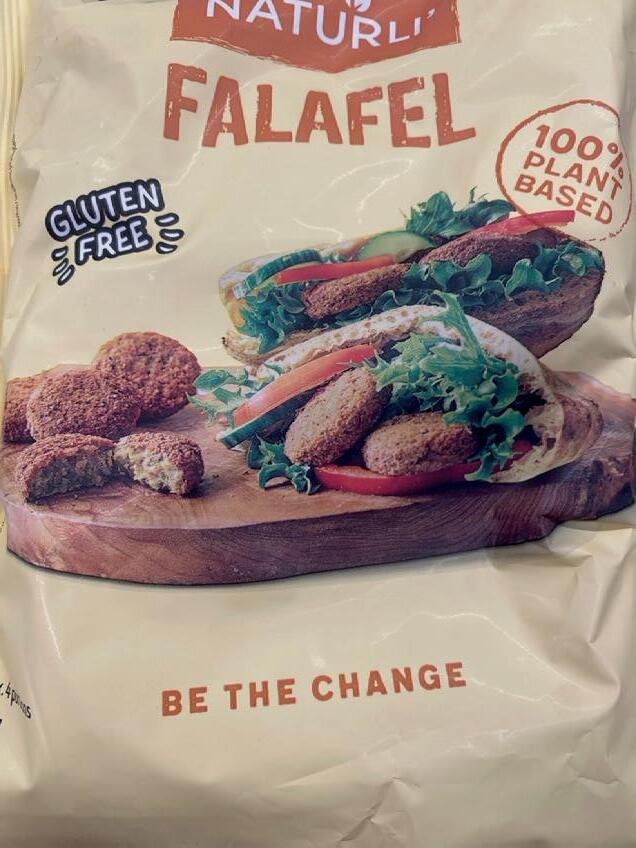 NATURLI'
FALAFEL
100%
PLANT
BASED
GLUTEN
FREE
BE THE CHANGE